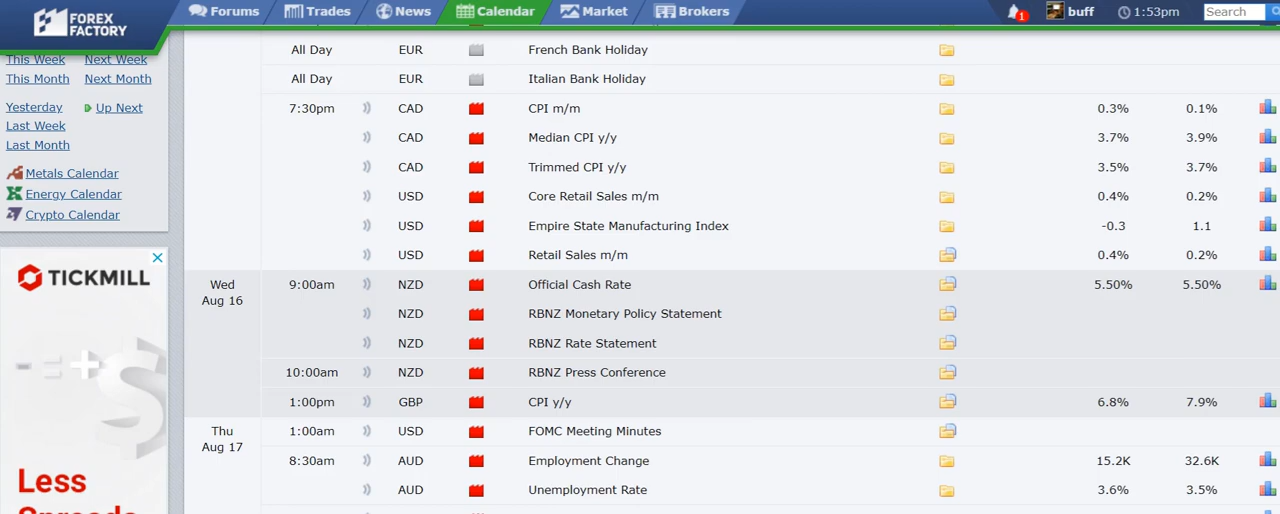 FOREX FACTORY
Forums Trades News Calendar Market Brokers 1 buff 1:53pm Search
This Week Next Week
This Month Next Month
Yesterday Up Next
Last Week
Last Month
Metals Calendar
Energy Calendar
Crypto Calendar
TICKMILL
Less
All Day EUR French Bank Holiday
All Day EUR Italian Bank Holiday
7:30pm CAD CPI m/m 0.3% 0.1%
CAD Median CPI y/y 3.7% 3.9%
CAD Trimmed CPI y/y 3.5% 3.7%
USD Core Retail Sales m/m 0.4% 0.2%
USD Empire State Manufacturing Index -0.3 1.1
USD Retail Sales m/m 0.4% 0.2%
Wed Aug 16 9:00am NZD Official Cash Rate 5.50% 5.50%
NZD RBNZ Monetary Policy Statement
NZD RBNZ Rate Statement
10:00am NZD RBNZ Press Conference
1:00pm GBP CPI y/y 6.8% 7.9%
Thu Aug 17 1:00am USD FOMC Meeting Minutes
8:30am AUD Employment Change 15.2K 32.6K
AUD Unemployment Rate 3.6% 3.5%